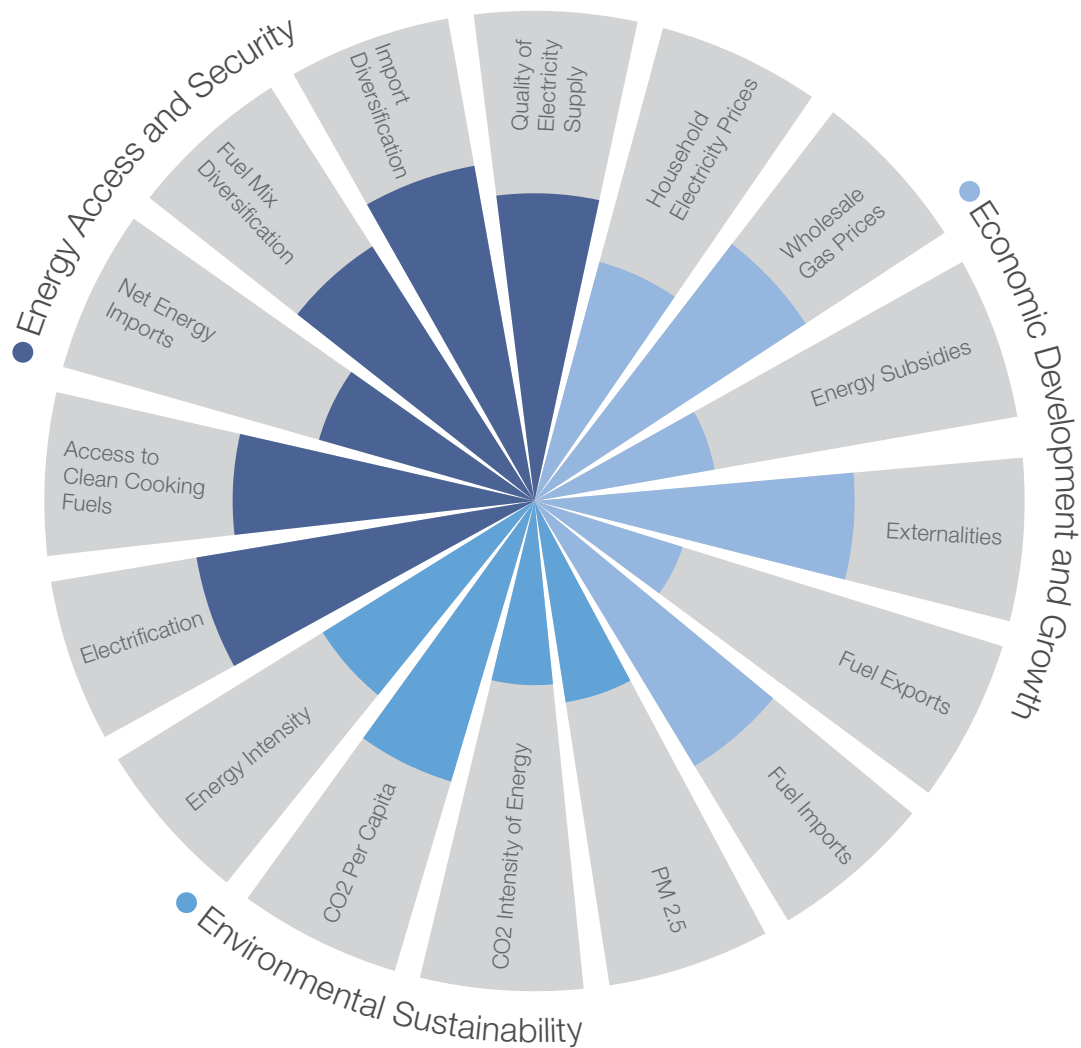 Energy Access and Security
Import
Diversification
Quality of
Electricity
Supply
Household
Electricity Prices
Wholesale
Gas Prices
Economic Development and Growth
Energy Subsidies
Externalities
Fuel Exports
Fuel Imports
PM 2.5
CO2 Intensity of Energy
CO2 Per Capita
Energy Intensity
Environmental Sustainability
Electrification
Access to
Clean Cooking
Fuels
Net Energy
Imports
Fuel Mix
Diversification